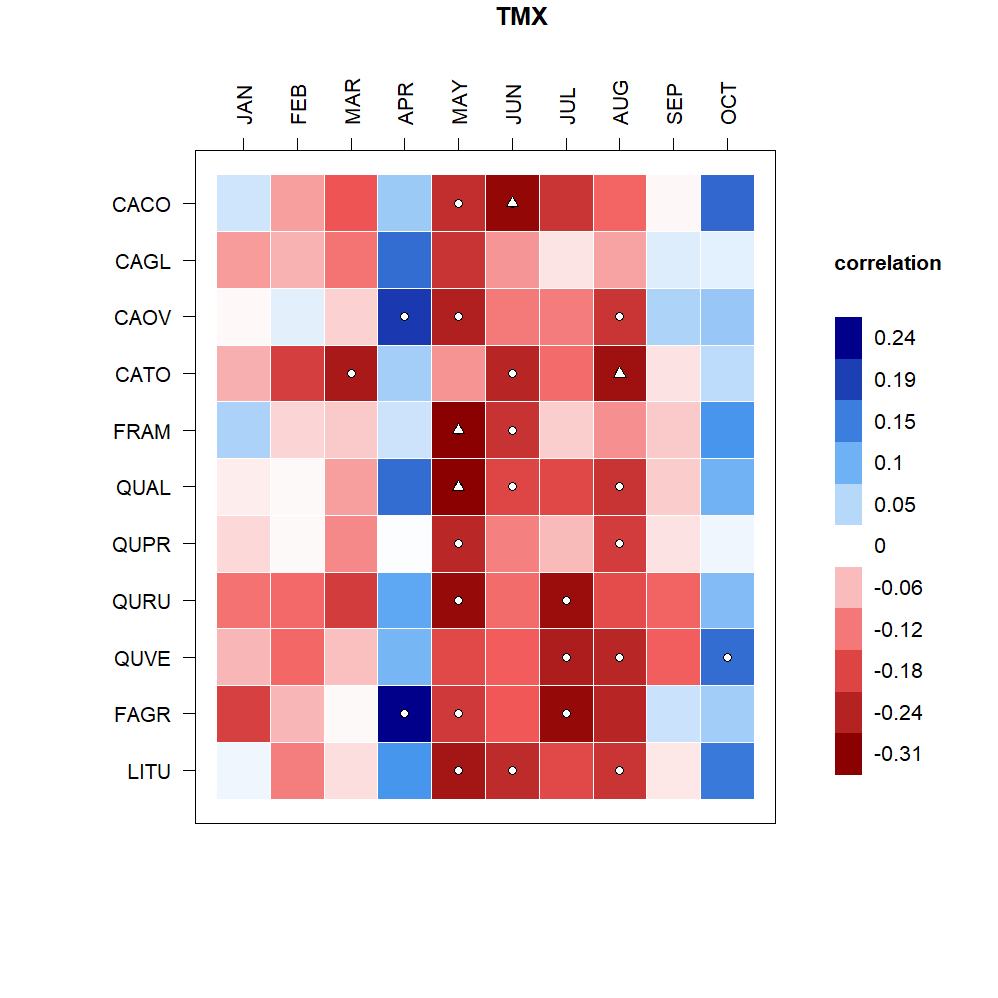 TMX
JAN FEB MAR APR MAY JUN JUL AUG SEP OCT
CACO
CAGL
CAOV
CATO
FRAM
QUAL
QUPR
QURU
QUVE
FAGR
LITU
correlation
0.24
0.19
0.15
0.1
0.05
0
-0.06
-0.12
-0.18
-0.24
-0.31